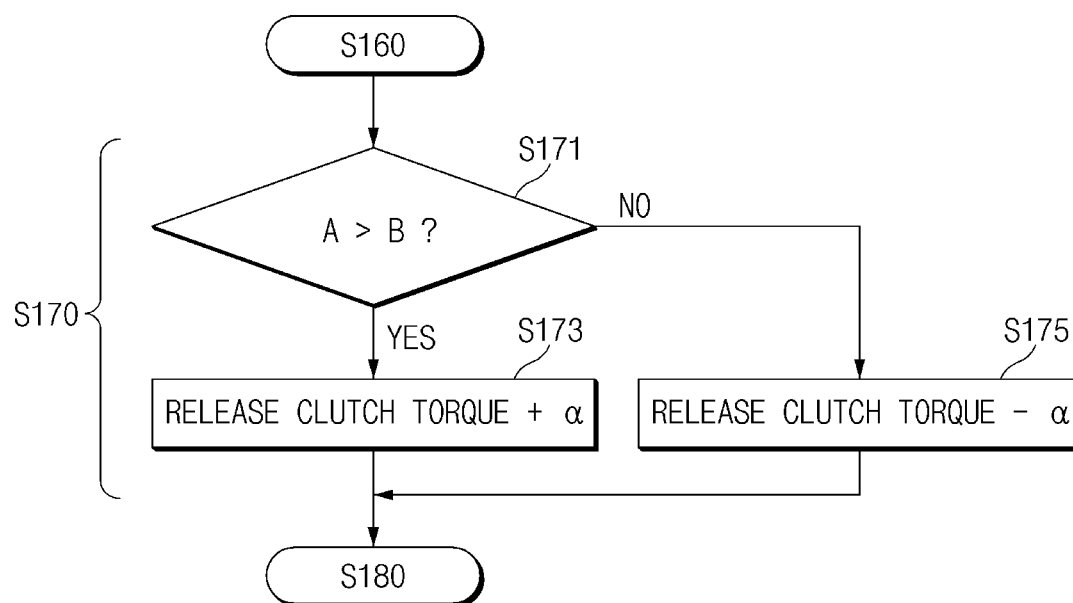 S160
S171
A > B ?
NO
S170
YES
S173
S175
RELEASE CLUTCH TORQUE + α
RELEASE CLUTCH TORQUE - α
S180